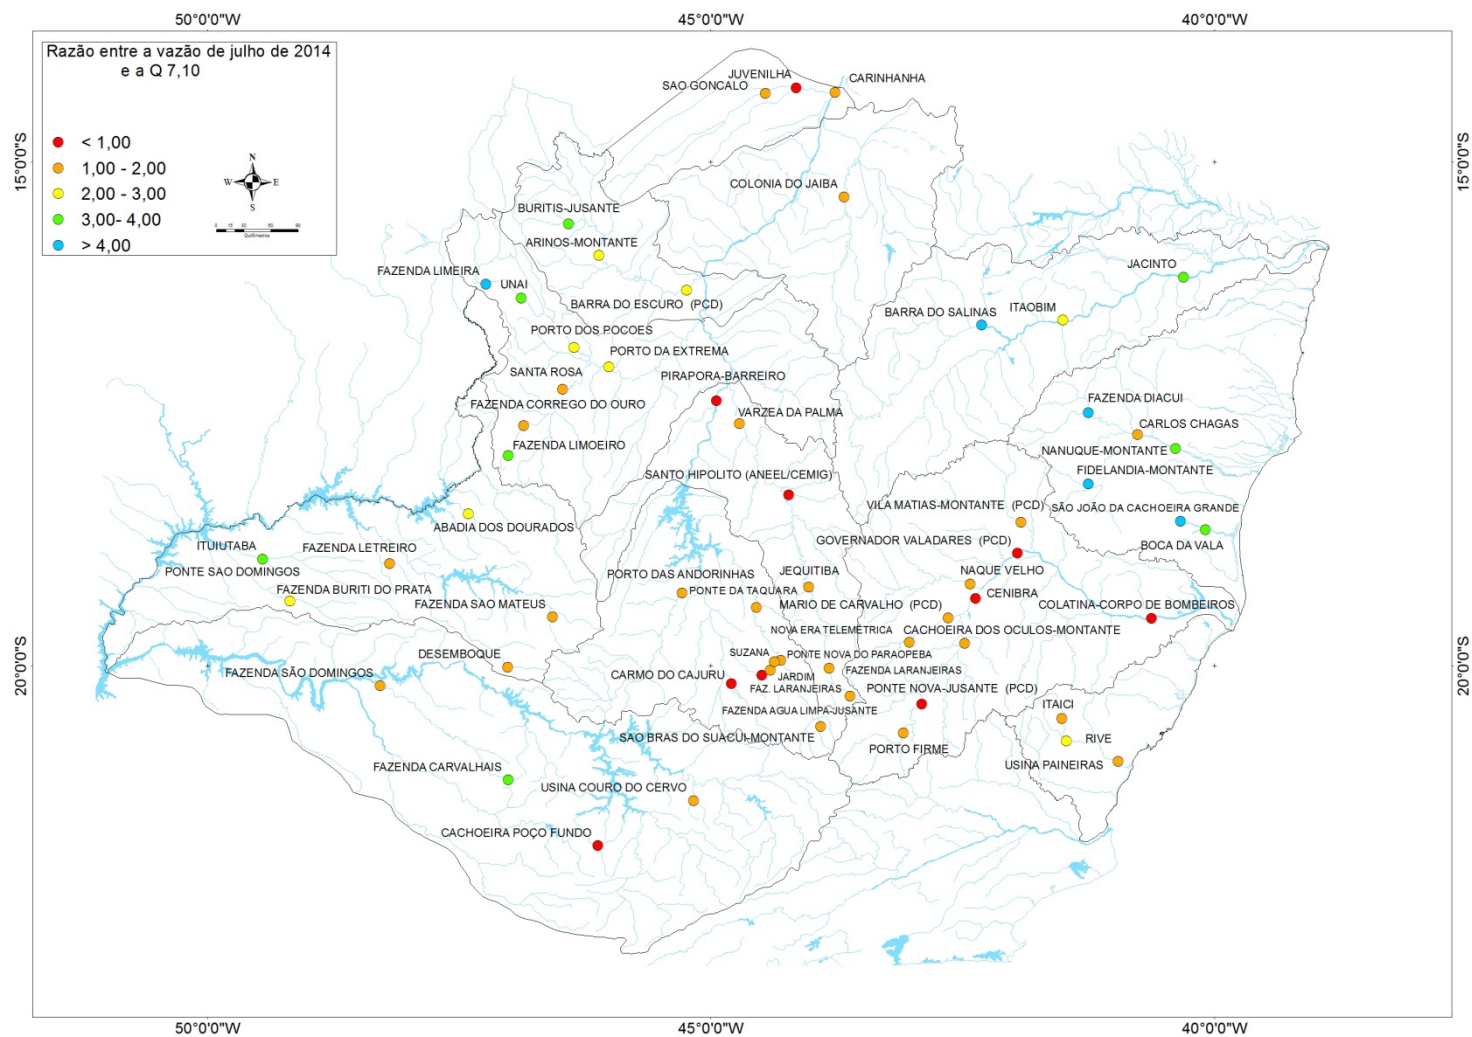 50°0'0"W 45°0'0"W 40°0'0"W
Razão entre a vazão de julho de 2014
e a Q 7,10
< 1,00
1,00 - 2,00
2,00 - 3,00
3,00- 4,00
> 4,00
N
W E
S
15°0'0"S
15°0'0"S
JUVENILHA
SAO GONCALO
CARINHANHA
COLONIA DO JAIBA
BURITIS-JUSANTE
ARINOS-MONTANTE
FAZENDA LIMEIRA
UNAI
BARRA DO ESCURO (PCD)
JACINTO
BARRA DO SALINAS
ITAOBIM
PORTO DOS POCOES
PORTO DA EXTREMA
SANTA ROSA
PIRAPORA-BARREIRO
FAZENDA CORREGO DO OURO
VARZEA DA PALMA
FAZENDA DIACUI
CARLOS CHAGAS
FAZENDA LIMOEIRO
NANUQUE-MONTANTE
FIDELANDIA-MONTANTE
SANTO HIPOLITO (ANEEL/CEMIG)
VILA MATIAS-MONTANTE (PCD)
SÃO JOÃO DA CACHOEIRA GRANDE
ABADIA DOS DOURADOS
GOVERNADOR VALADARES (PCD)
BOCA DA VALA
ITUIUTABA
FAZENDA LETREIRO
PONTE SAO DOMINGOS
PORTO DAS ANDORINHAS
JEQUITIBA
NAQUE VELHO
FAZENDA BURITI DO PRATA
PONTE DA TAQUARA
CENIBRA
FAZENDA SAO MATEUS
MARIO DE CARVALHO (PCD)
COLATINA-CORPO DE BOMBEIROS
NOVA ERA TELEMETRICA
CACHOEIRA DOS OCULOS-MONTANTE
DESEMBOQUE
SUZANA
PONTE NOVA DO PARAOPEBA
20°0'0"S
20°0'0"S
FAZENDA SÃO DOMINGOS
CARMO DO CAJURU
JARDIM
FAZENDA LARANJEIRAS
FAZ. LARANJEIRAS
PONTE NOVA-JUSANTE (PCD)
FAZENDA AGUA LIMPA-JUSANTE
ITAICI
SAO BRAS DO SUACUI-MONTANTE
PORTO FIRME
RIVE
FAZENDA CARVALHAIS
USINA PAINEIRAS
USINA COURO DO CERVO
CACHOEIRA POÇO FUNDO
50°0'0"W 45°0'0"W 40°0'0"W